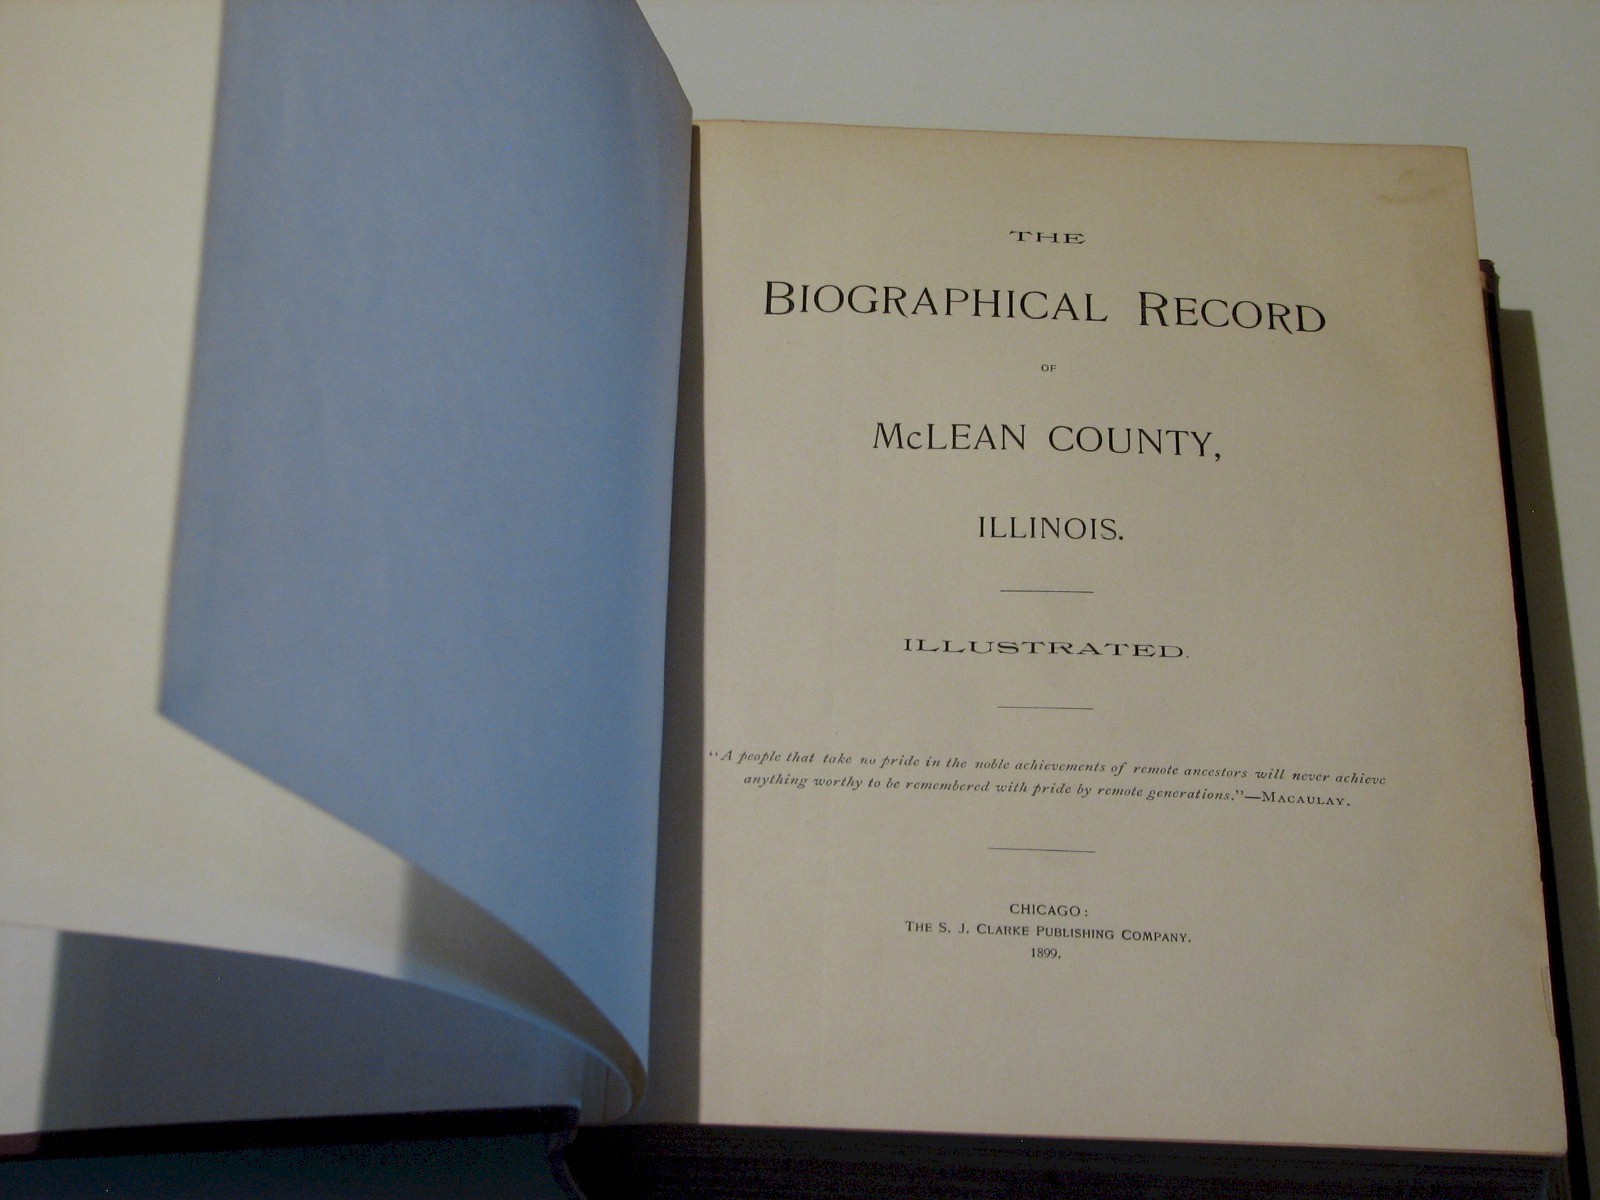 THE
BIOGRAPHICAL RECORD
OF
McLEAN COUNTY,
ILLINOIS.
ILLUSTRATED.
"A people that take no pride in the noble achievements of remote ancestors will never achieve
anything worthy to be remembered with pride by remote generations."—MACAULAY.
CHICAGO:
THE S. J. CLARKE PUBLISHING COMPANY.
1899.